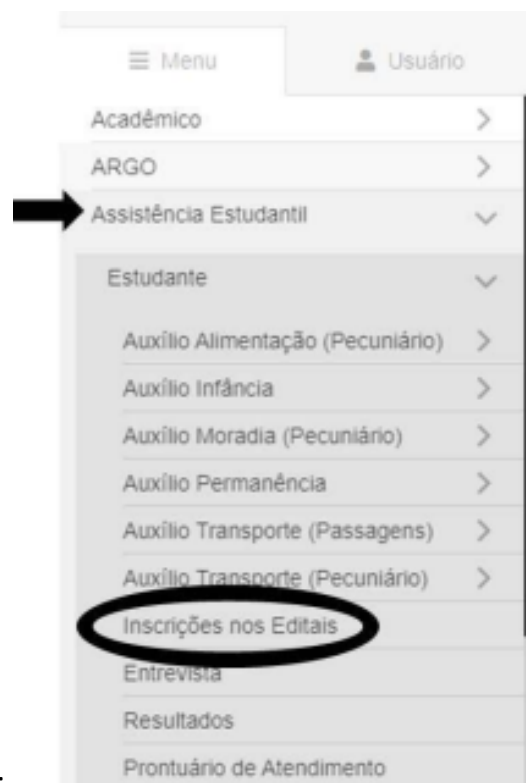 Menu
Usuário
Acadêmico
ARGO
Assistência Estudantil
Estudante
Auxílio Alimentação (Pecuniário)
Auxílio Infância
Auxílio Moradia (Pecuniário)
Auxílio Permanência
Auxílio Transporte (Passagens)
Auxílio Transporte (Pecuniário)
Inscrições nos Editais
Entrevista
Resultados
Prontuário de Atendimento